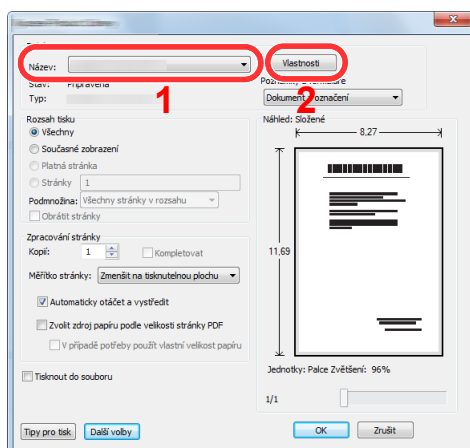 Název:
Vlastnosti
Stav: Připravena
Typ:
1
2
Dokument označení
Rozsah tisku
Všechny
Současné zobrazení
Platná stránka
Stránky 1
Podmnožina: Všechny stránky v rozsahu
Obrátit stránky
Zpracování stránky
Kopií: 1 Kompletovat
Měřítko stránky: Zmenšit na tisknutelnou plochu
Automaticky otáčet a vystředit
Zvolit zdroj papíru podle velikosti stránky PDF
V případě potřeby použít vlastní velikost papíru
Tisknout do souboru
Tipy pro tisk Další volby
Náhled: Složené
8,27
11,69
Jednotky: Palce Zvětšení: 96%
1/1
OK Zrušit